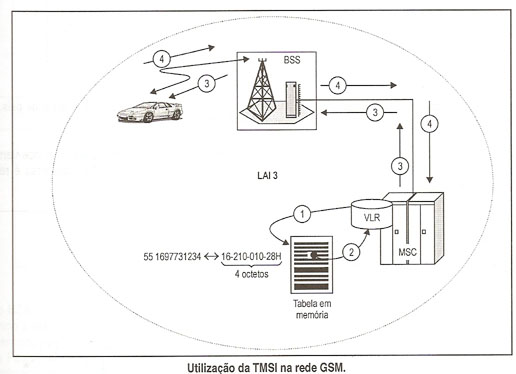 4
BSS
3
4
3
4
LAI 3
3
1
VLR
2
MSC
55 1697731234 ↔ 16-210-010-28H
4 octetos
Tabela em
memória
Utilização da TMSI na rede GSM.